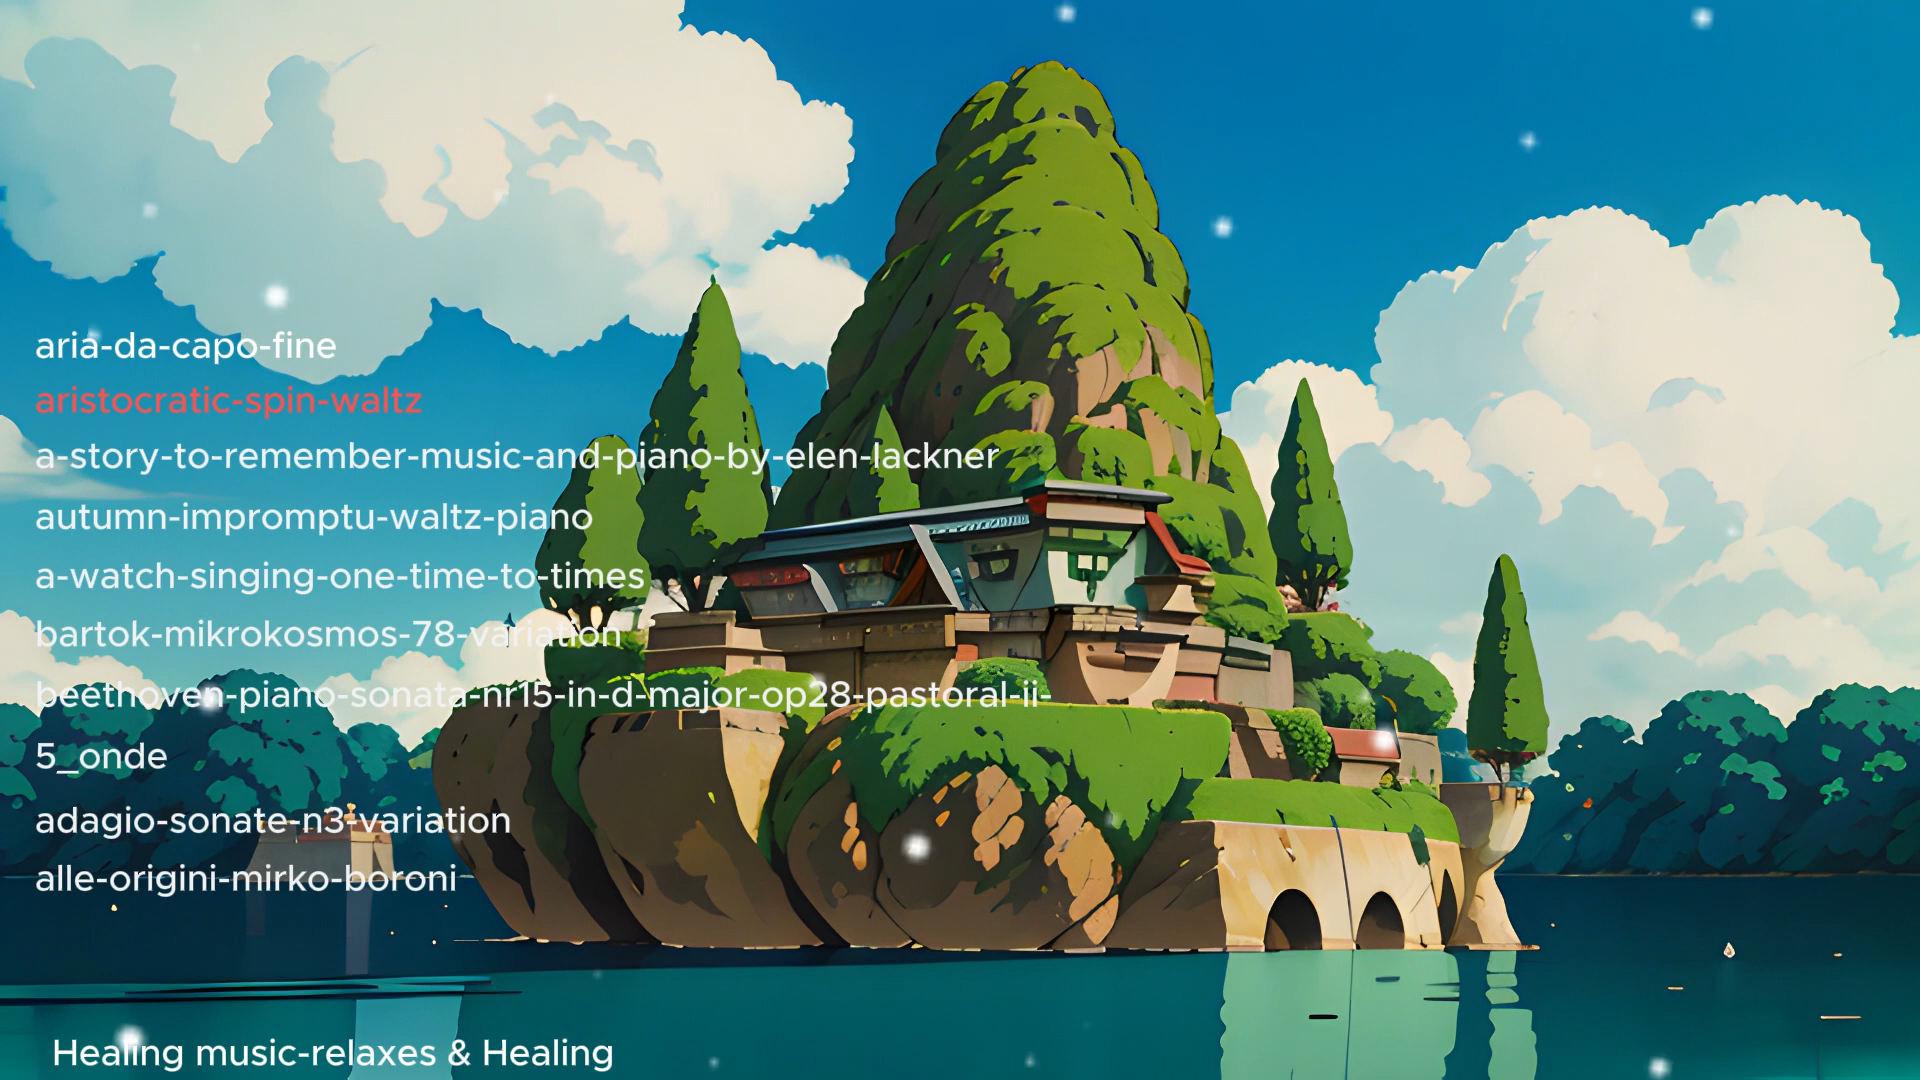 aria-da-capo-fine
aristocratic-spin-waltz
a-story-to-remember-music-and-piano-by-elen-lackner
autumn-impromptu-waltz-piano
a-watch-singing-one-time-to-times
bartok-mikrokosmos-78-variation
beethoven-piano-sonata-nr15-in-d-major-op28-pastoral-ii-
5_onde
adagio-sonate-n3-variation
alle-origini-mirko-boroni
Healing music-relaxes & Healing